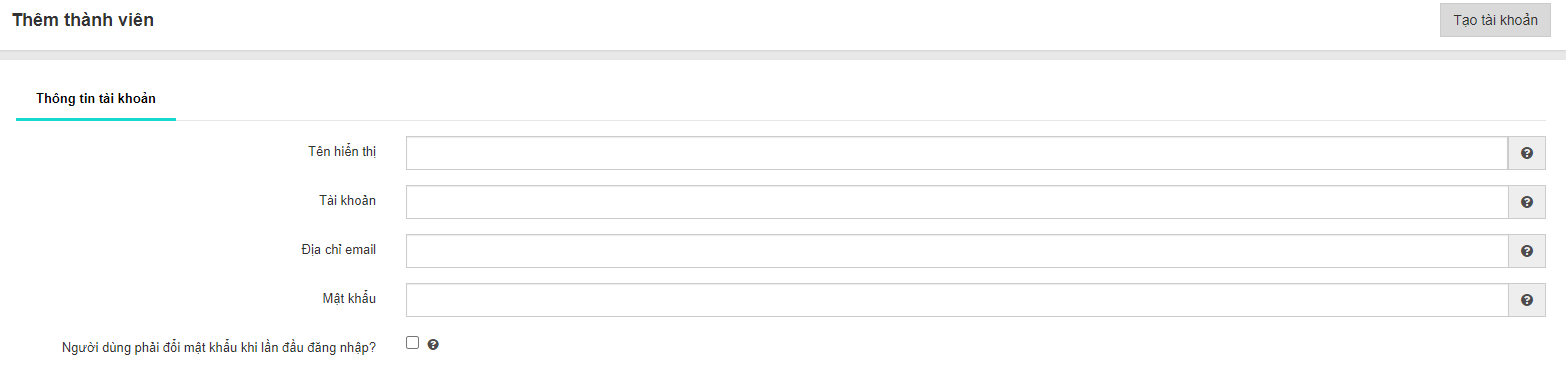 Thêm thành viên
Tạo tài khoản
Thông tin tài khoản
Tên hiển thị
Tài khoản
Địa chỉ email
Mật khẩu
Người dùng phải đổi mật khẩu khi lần đầu đăng nhập?